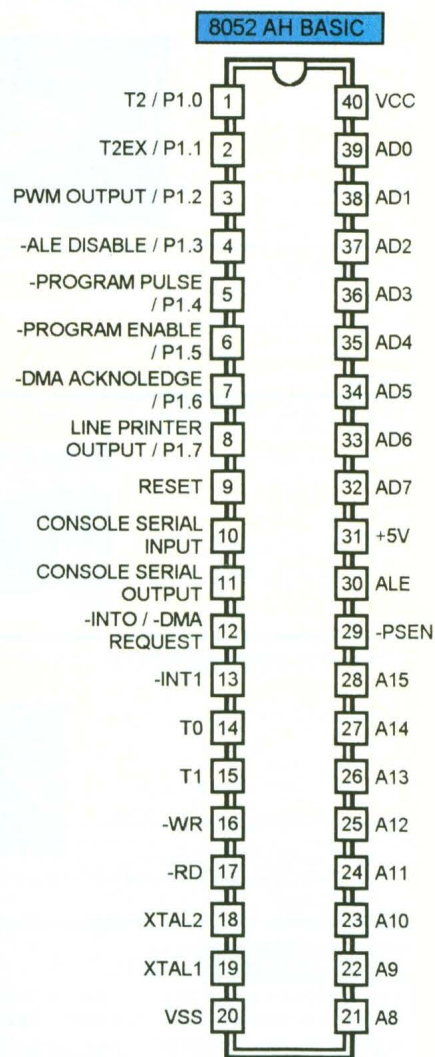 8052 AH BASIC
T2 / P1.0 1 40 VCC
T2EX / P1.1 2 39 AD0
PWM OUTPUT / P1.2 3 38 AD1
-ALE DISABLE / P1.3 4 37 AD2
-PROGRAM PULSE
/ P1.4 5 36 AD3
-PROGRAM ENABLE
/ P1.5 6 35 AD4
-DMA ACKNOLEDGE
/ P1.6 7 34 AD5
LINE PRINTER
OUTPUT / P1.7 8 33 AD6
RESET 9 32 AD7
CONSOLE SERIAL
INPUT 10 31 +5V
CONSOLE SERIAL
OUTPUT 11 30 ALE
-INTO / -DMA
REQUEST 12 29 -PSEN
-INT1 13 28 A15
T0 14 27 A14
T1 15 26 A13
-WR 16 25 A12
-RD 17 24 A11
XTAL2 18 23 A10
XTAL1 19 22 A9
VSS 20 21 A8